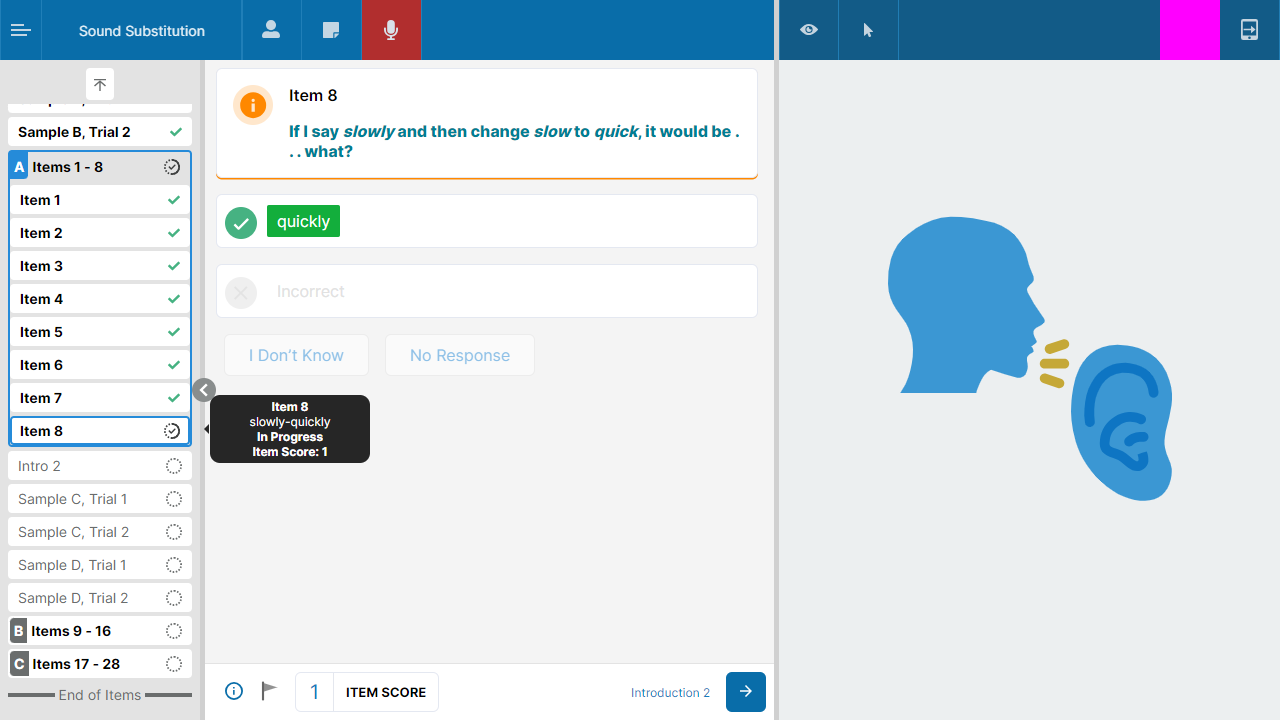 Sound Substitution
Sample B, Trial 2
A Items 1 - 8
Item 1
Item 2
Item 3
Item 4
Item 5
Item 6
Item 7
Item 8
Intro 2
Sample C, Trial 1
Sample C, Trial 2
Sample D, Trial 1
Sample D, Trial 2
B Items 9 - 16
C Items 17 - 28
End of Items
Item 8
If I say slowly and then change slow to quick, it would be .
. . what?
quickly
Incorrect
I Don’t Know
No Response
Item 8
slowly-quickly
In Progress
Item Score: 1
1 ITEM SCORE
Introduction 2